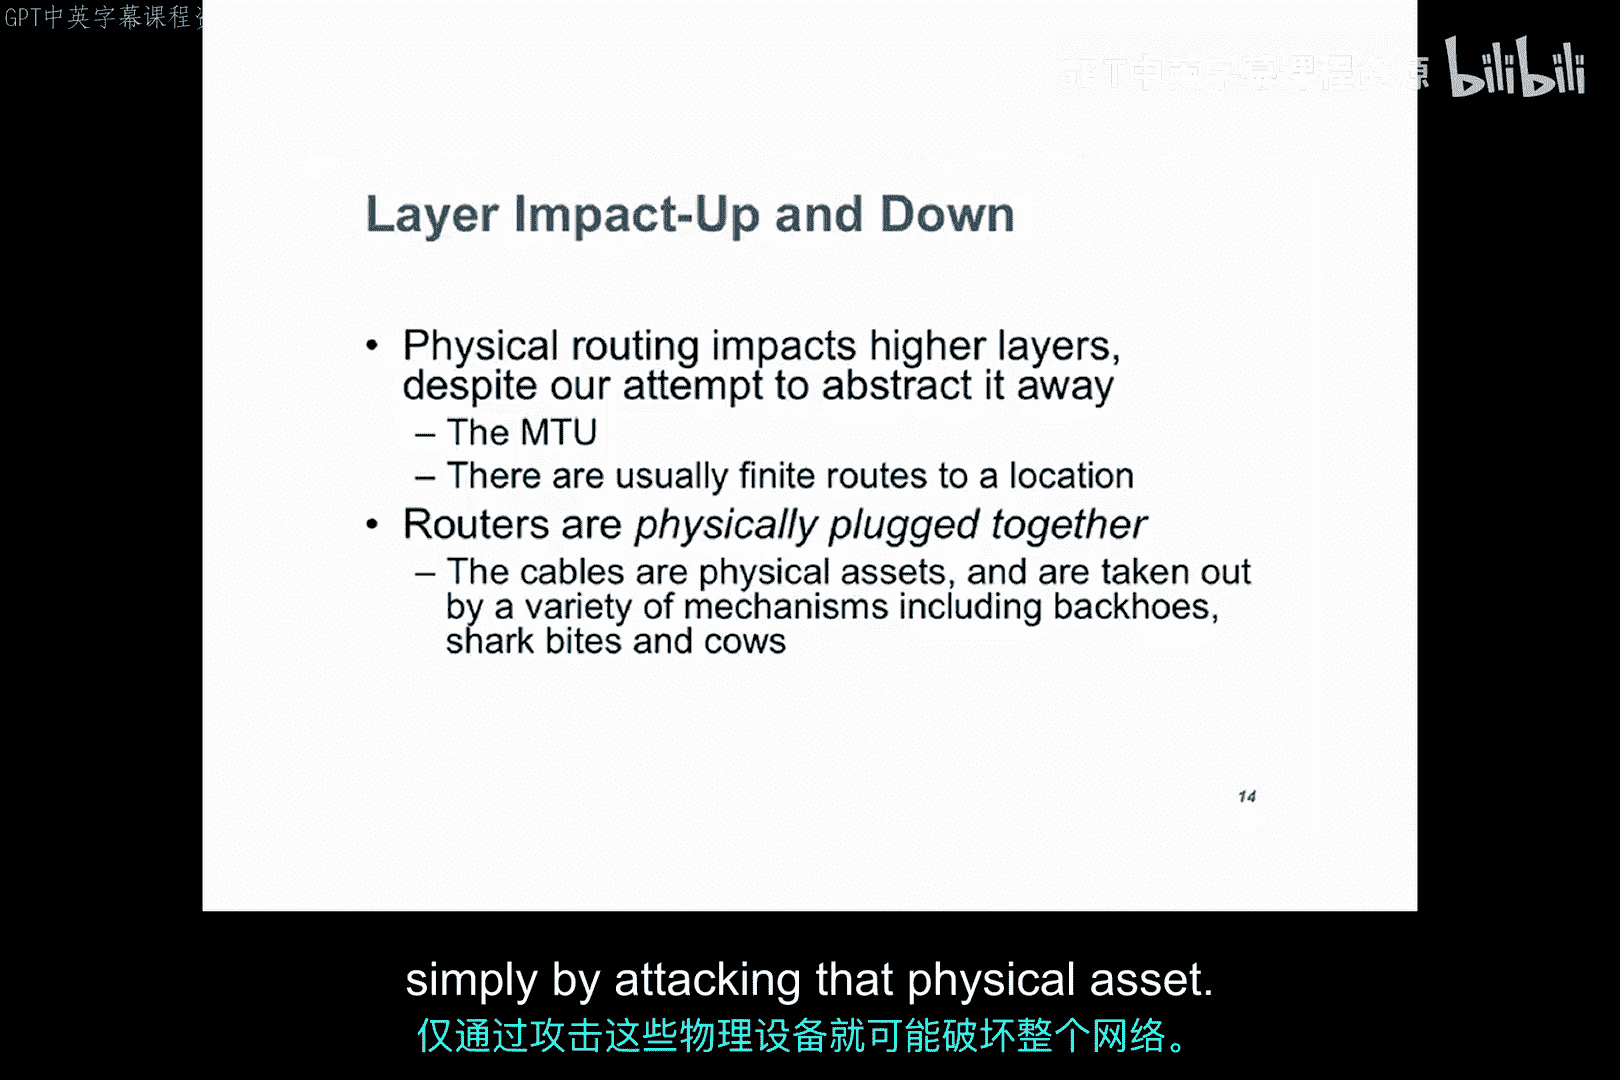 GPT中英字幕课程资
bilibili
Layer Impact-Up and Down
• Physical routing impacts higher layers,
despite our attempt to abstract it away
– The MTU
– There are usually finite routes to a location
• Routers are physically plugged together
– The cables are physical assets, and are taken out
by a variety of mechanisms including backhoes,
shark bites and cows
14
simply by attacking that physical asset.
仅通过攻击这些物理设备就可能破坏整个网络。